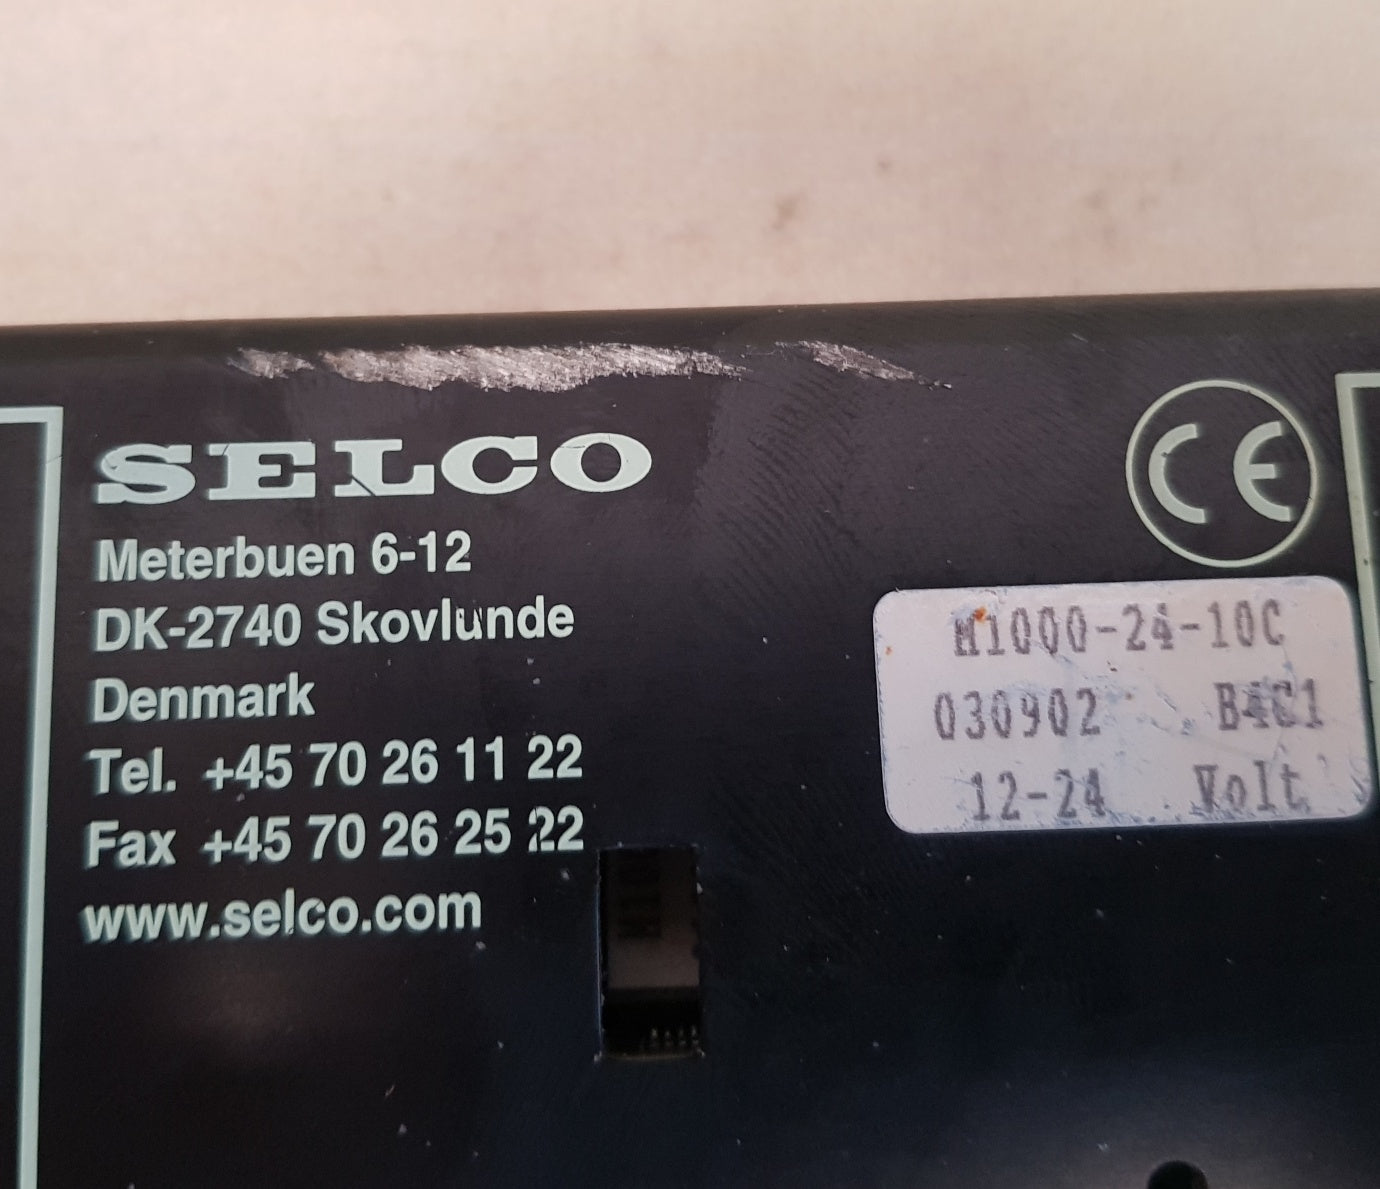 SELCO
Meterbuen 6-12
DK-2740 Skovlunde
Denmark
Tel. +45 70 26 11 22
Fax +45 70 26 25 22
www.selco.com
CE
M1000-24-10C
030902 B4C1
12-24 Volt